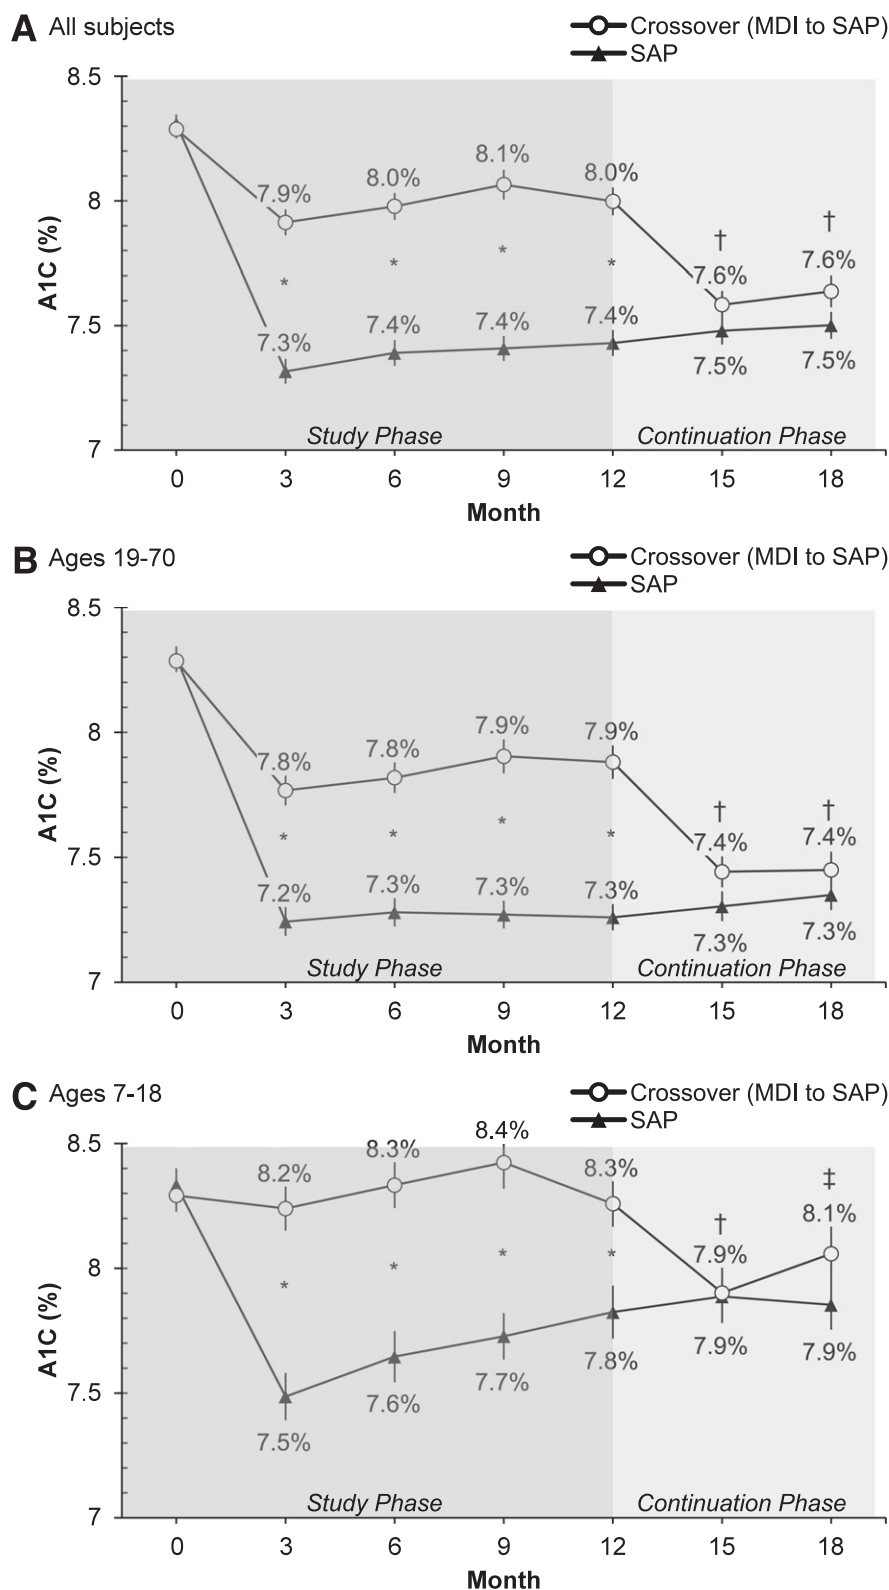 A All subjects
Crossover (MDI to SAP)
SAP
8.5
8
7.5
7
A1C (%)
7.9%
8.0%
8.1%
8.0%
7.6%
7.6%
†
†
*
*
*
*
7.3%
7.4%
7.4%
7.4%
7.5%
7.5%
Study Phase
Continuation Phase
0 3 6 9 12 15 18
Month
B Ages 19-70
Crossover (MDI to SAP)
SAP
8.5
8
7.5
7
A1C (%)
7.8%
7.8%
7.9%
7.9%
7.4%
7.4%
†
†
*
*
*
*
7.2%
7.3%
7.3%
7.3%
7.3%
7.3%
Study Phase
Continuation Phase
0 3 6 9 12 15 18
Month
C Ages 7-18
Crossover (MDI to SAP)
SAP
8.5
8
7.5
7
A1C (%)
8.2%
8.3%
8.4%
8.3%
7.9%
8.1%
†
‡
*
*
*
*
7.5%
7.6%
7.7%
7.8%
7.9%
7.9%
Study Phase
Continuation Phase
0 3 6 9 12 15 18
Month